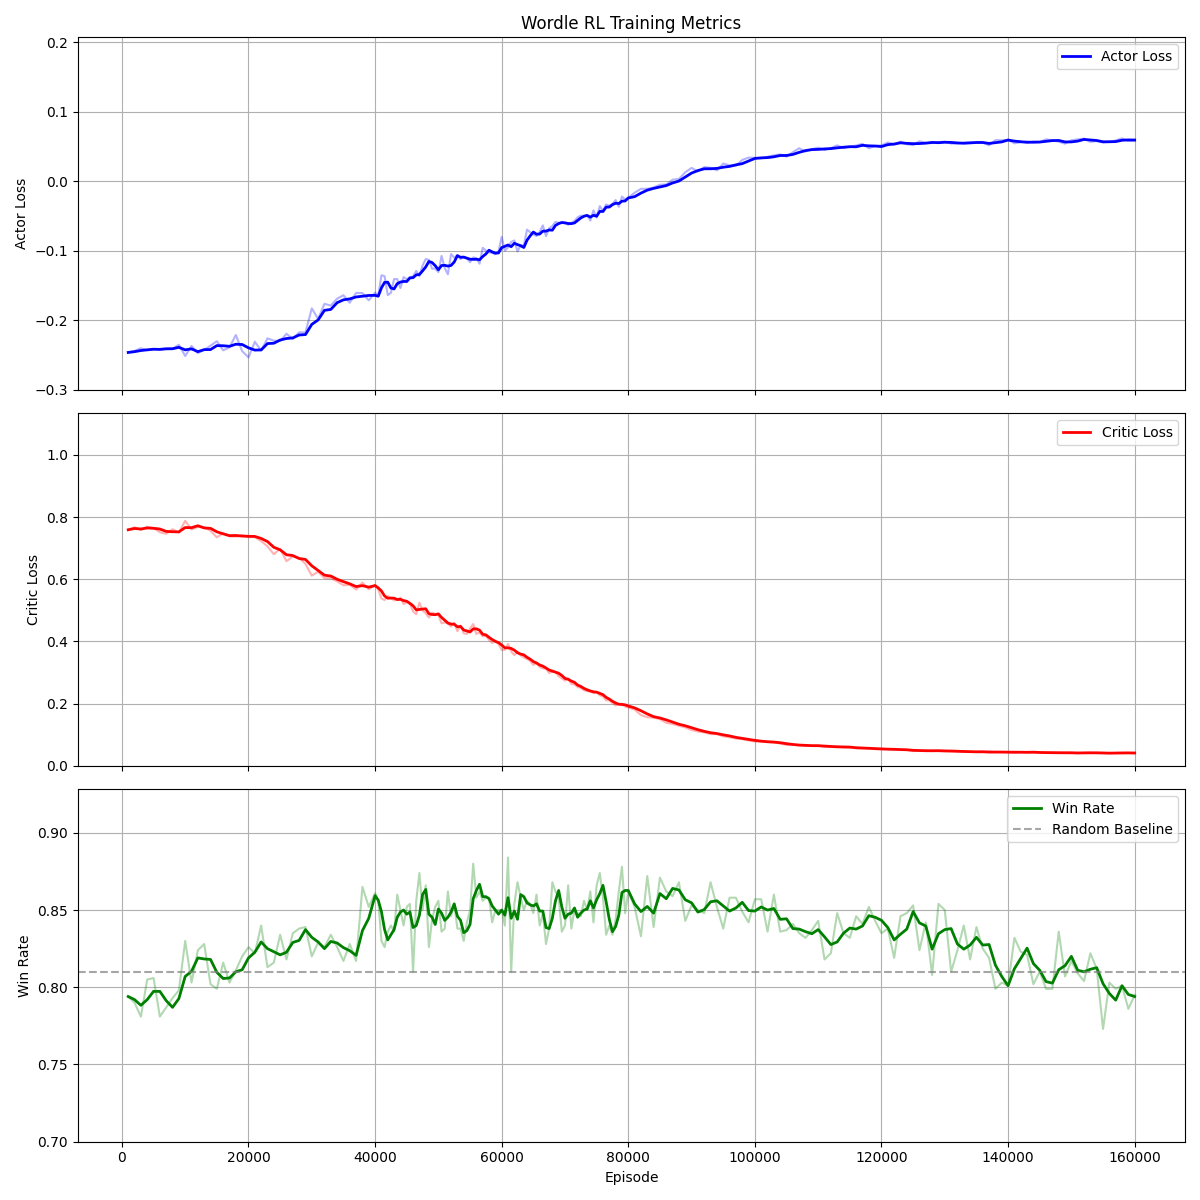 Wordle RL Training Metrics
0.2
0.1
0.0
−0.1
−0.2
−0.3
Actor Loss
Actor Loss
1.0
0.8
0.6
0.4
0.2
0.0
Critic Loss
Critic Loss
0.90
0.85
0.80
0.75
0.70
Win Rate
Win Rate
Random Baseline
0 20000 40000 60000 80000 100000 120000 140000 160000
Episode